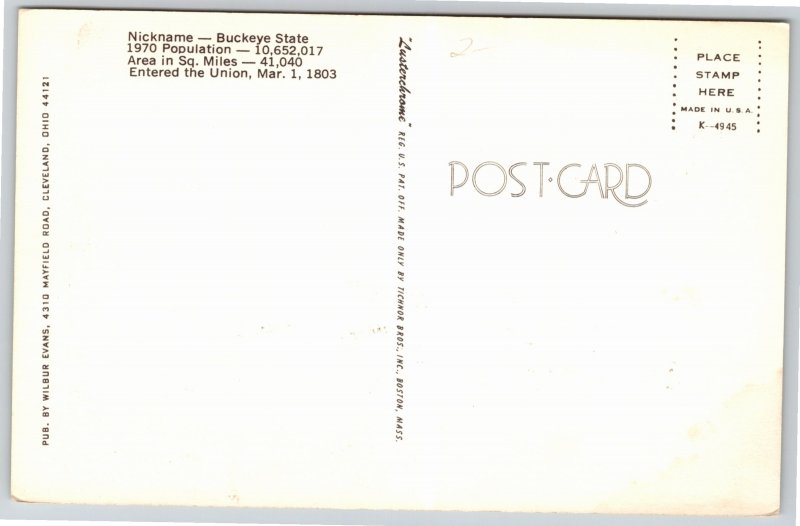 Nickname — Buckeye State
1970 Population — 10,652,017
Area in Sq. Miles — 41,040
Entered the Union, Mar. 1, 1803
PUB. BY WILBUR EVANS, 4310 MAYFIELD ROAD, CLEVELAND, OHIO 44121
"Lusterchrome" REG. U.S. PAT. OFF. MADE ONLY BY TICHNOR BROS., INC., BOSTON, MASS.
2-
POST·CARD
PLACE
STAMP
HERE
MADE IN U.S.A.
K--4945